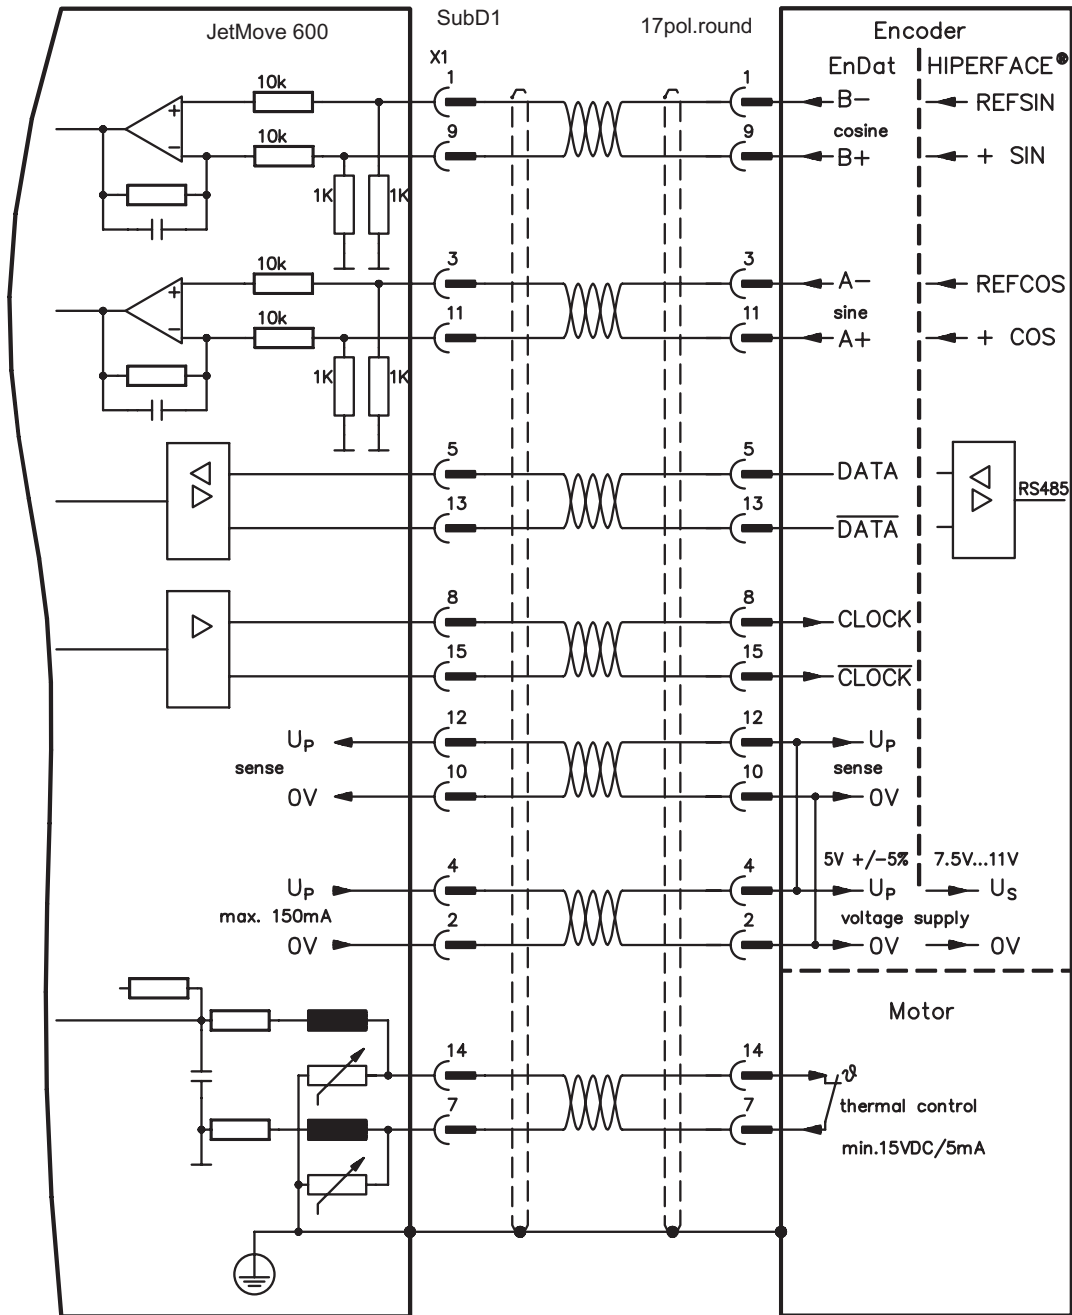 JetMove 600
SubD1
17pol.round
Encoder
EnDat
HIPERFACE®
X1
10k
1
1
B−
REFSIN
cosine
10k
9
9
B+
+ SIN
1K
1K
10k
3
3
A−
REFCOS
sine
10k
11
11
A+
+ COS
1K
1K
5
5
DATA
RS485
13
13
DATA
8
8
CLOCK
15
15
CLOCK
UP
12
12
UP
sense
sense
0V
10
10
0V
5V +/−5%
7.5V...11V
UP
4
4
UP
US
max. 150mA
voltage supply
0V
2
2
0V
0V
Motor
14
14
ϑ
7
7
thermal control
min.15VDC/5mA